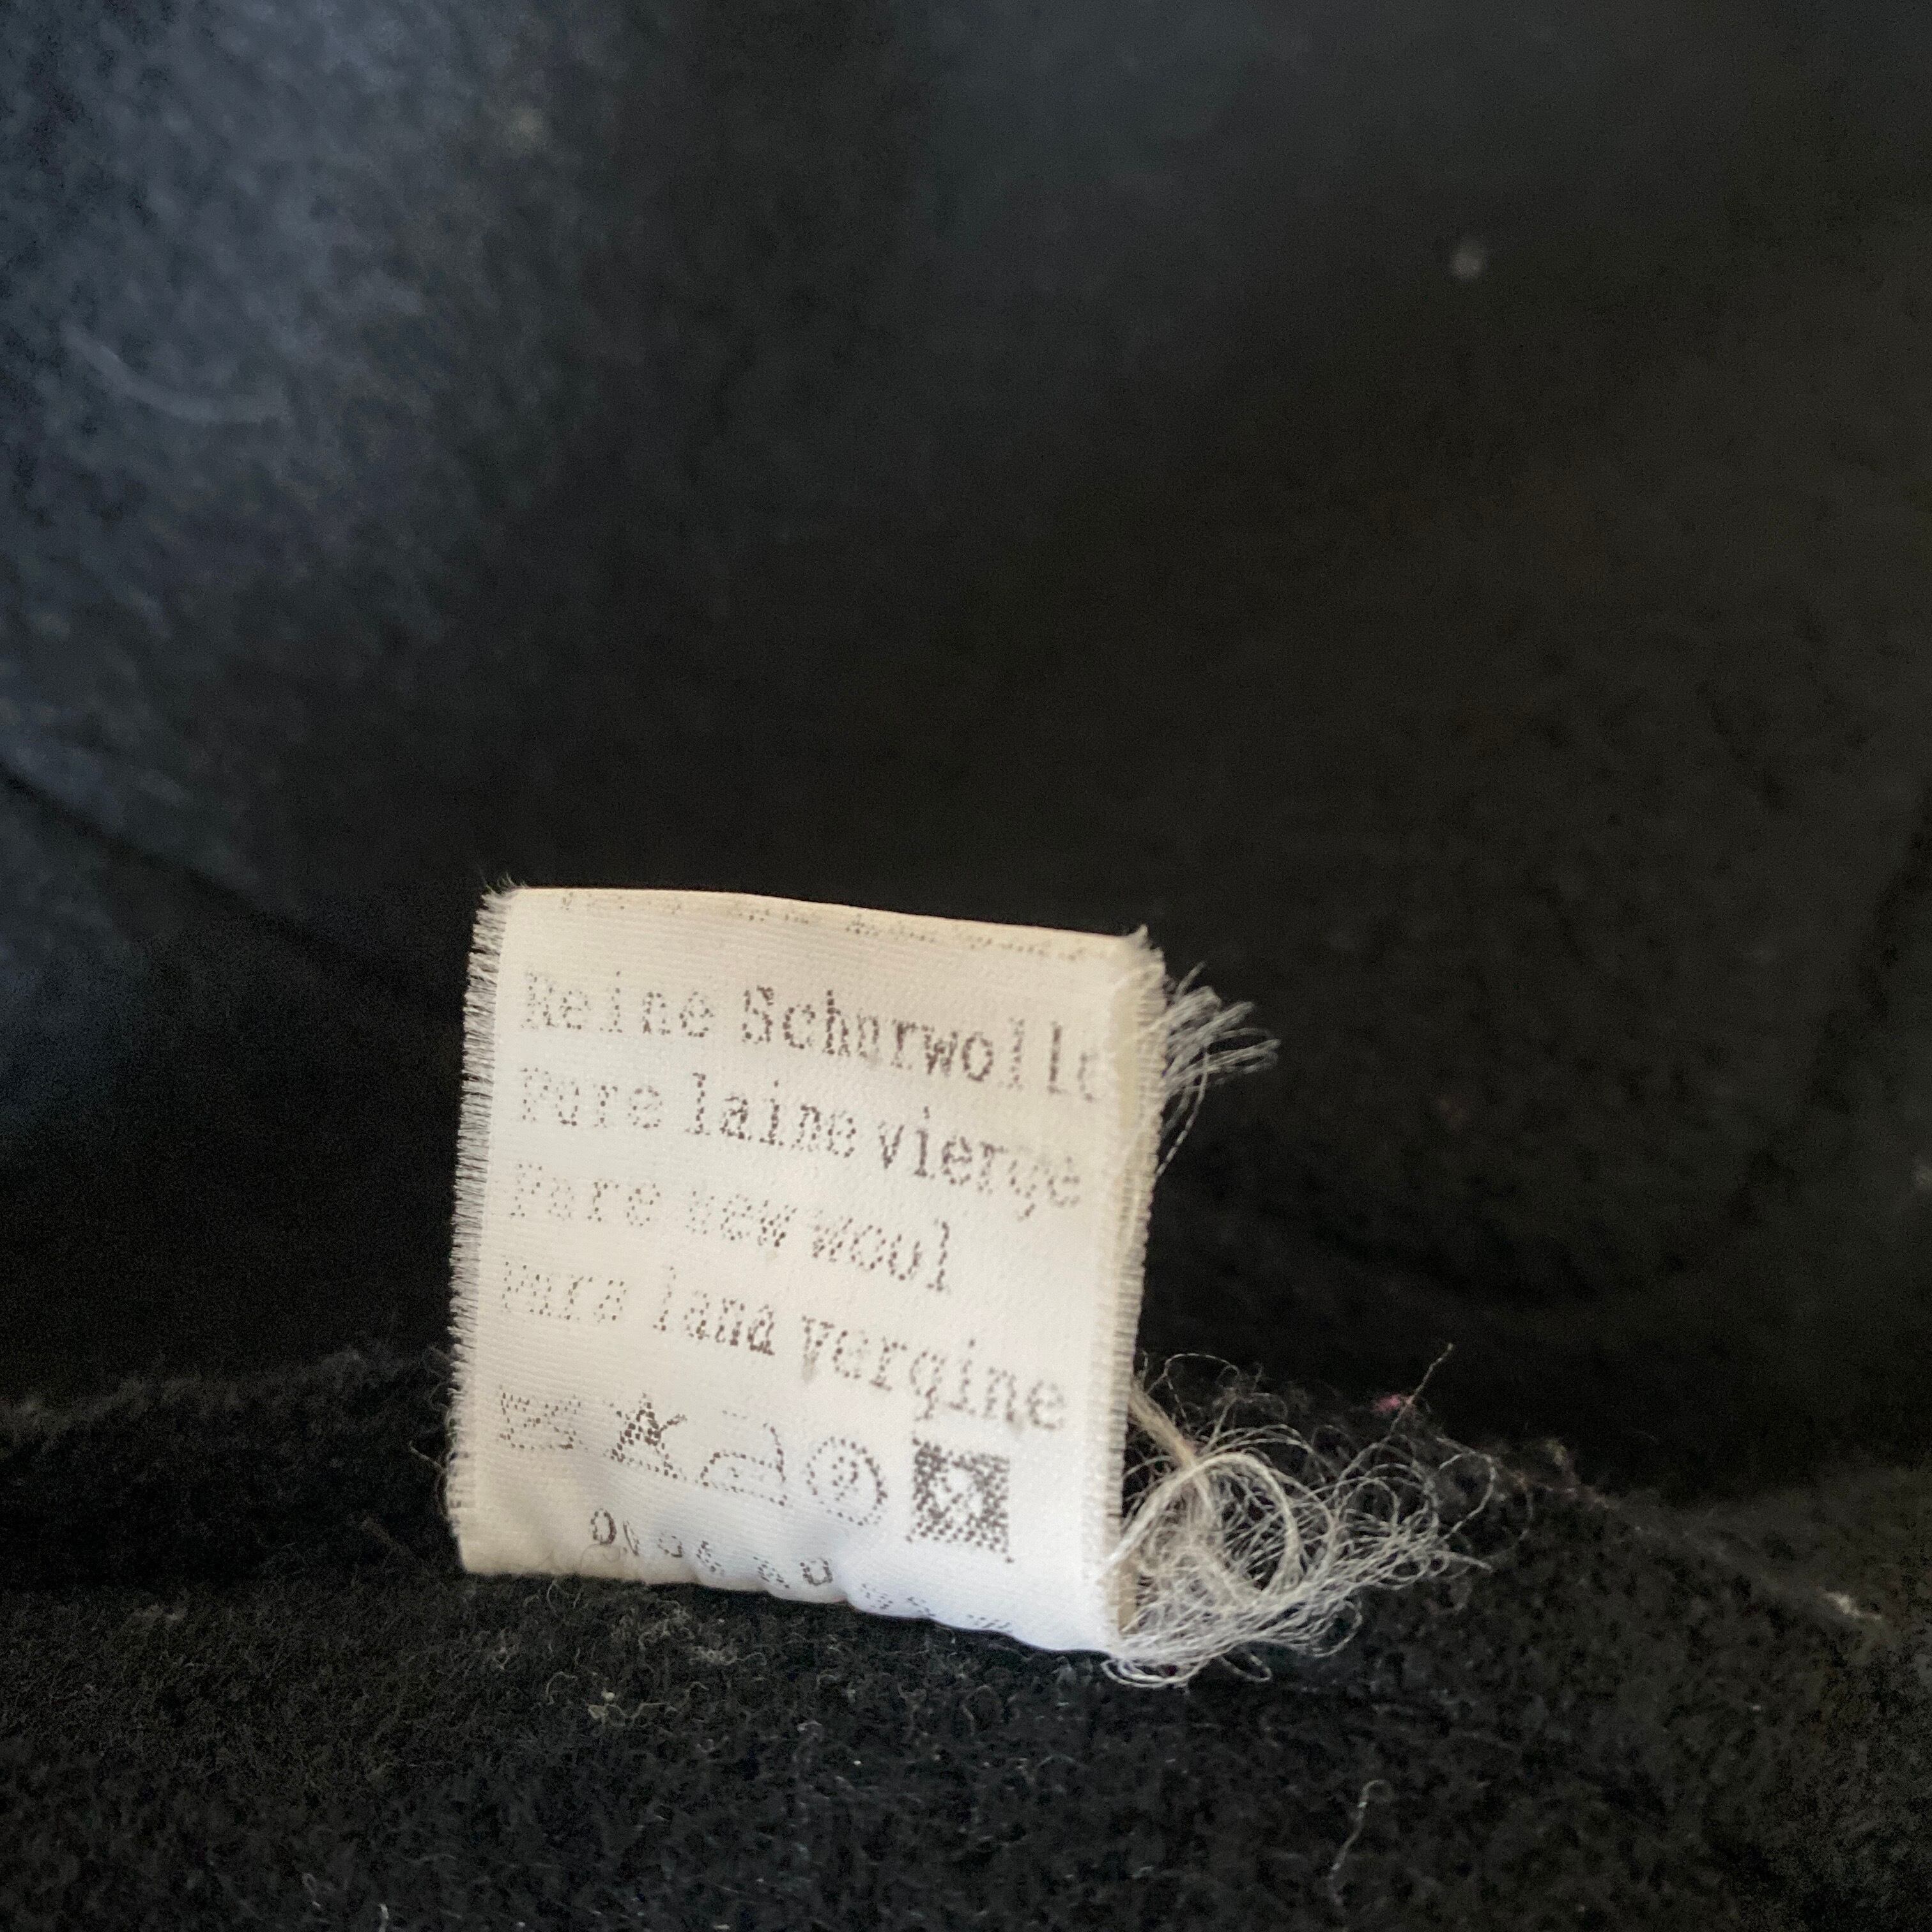 Reine Schurwolle
Pure laine vierge
Pure new wool
Pura lana vergine